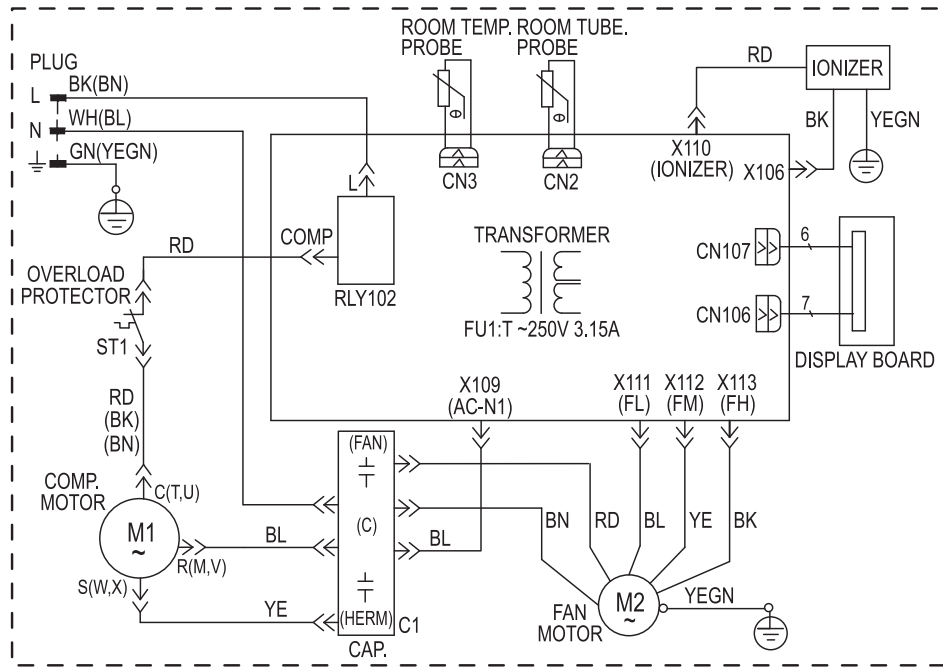 ROOM TEMP. ROOM TUBE.
PROBE PROBE
PLUG
L BK(BN)
N WH(BL)
GN(YEGN)
RD
IONIZER
BK
YEGN
θ
θ
CN3
CN2
X110
(IONIZER)
X106
L
COMP
RD
RLY102
TRANSFORMER
FU1:T ~250V 3.15A
CN107
6
CN106
7
DISPLAY BOARD
OVERLOAD
PROTECTOR
ST1
RD
(BK)
(BN)
X109
(AC-N1)
X111
(FL)
X112
(FM)
X113
(FH)
COMP.
MOTOR
C(T,U)
M1
~
R(M,V)
S(W,X)
BL
YE
(FAN)
(C)
(HERM)
C1
CAP.
BL
BN
RD
BL
YE
BK
M2
~
FAN
MOTOR
YEGN